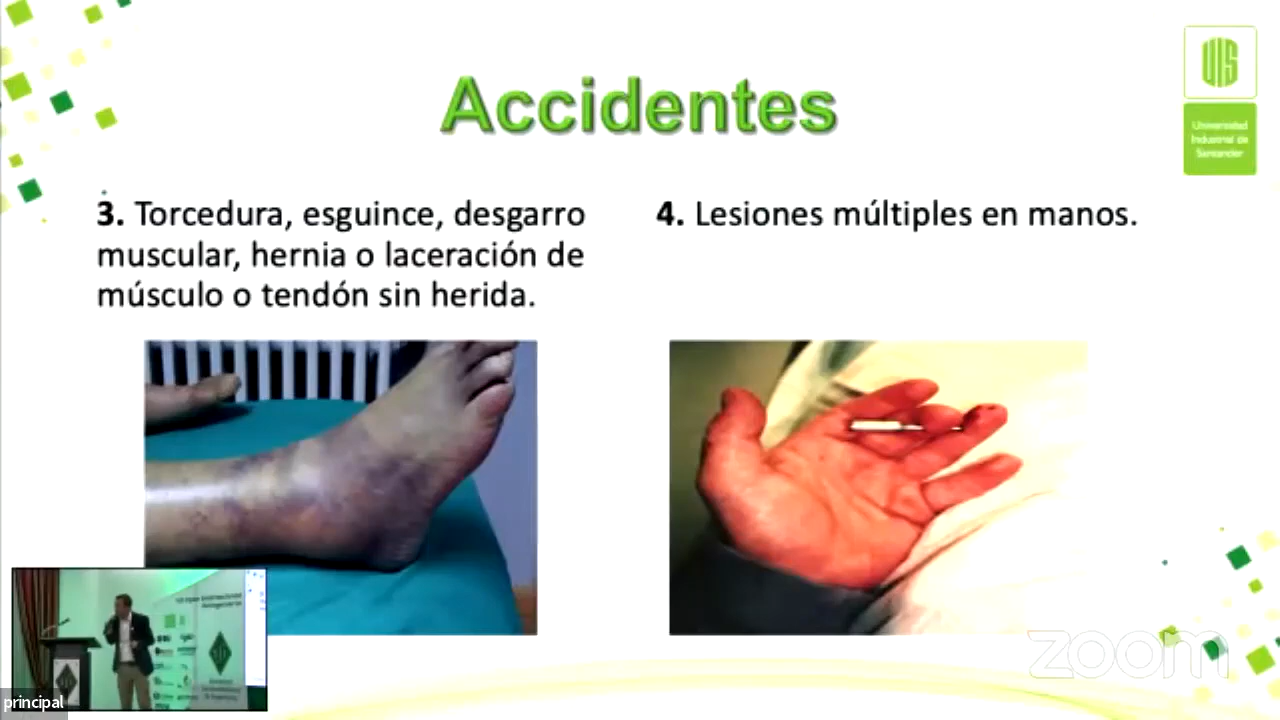 Accidentes
UIS
Universidad
Industrial de
Santander
3. Torcedura, esguince, desgarro
muscular, hernia o laceración de
músculo o tendón sin herida.
4. Lesiones múltiples en manos.
zoom
principal